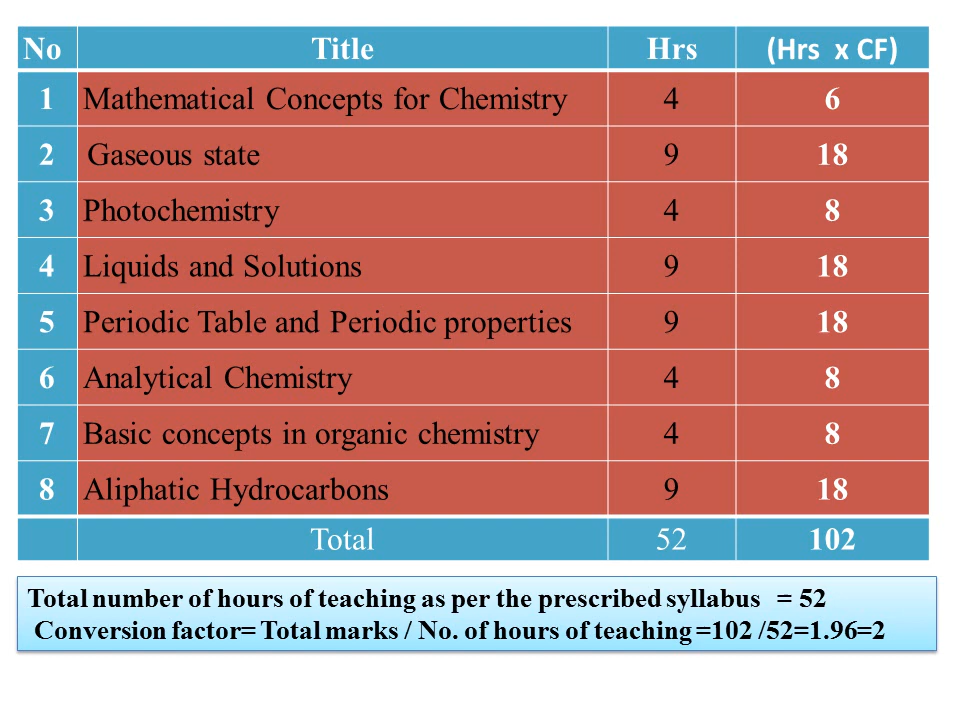 No Title Hrs (Hrs x CF)
1 Mathematical Concepts for Chemistry 4 6
2 Gaseous state 9 18
3 Photochemistry 4 8
4 Liquids and Solutions 9 18
5 Periodic Table and Periodic properties 9 18
6 Analytical Chemistry 4 8
7 Basic concepts in organic chemistry 4 8
8 Aliphatic Hydrocarbons 9 18
Total 52 102
Total number of hours of teaching as per the prescribed syllabus = 52
Conversion factor= Total marks / No. of hours of teaching =102 /52=1.96=2